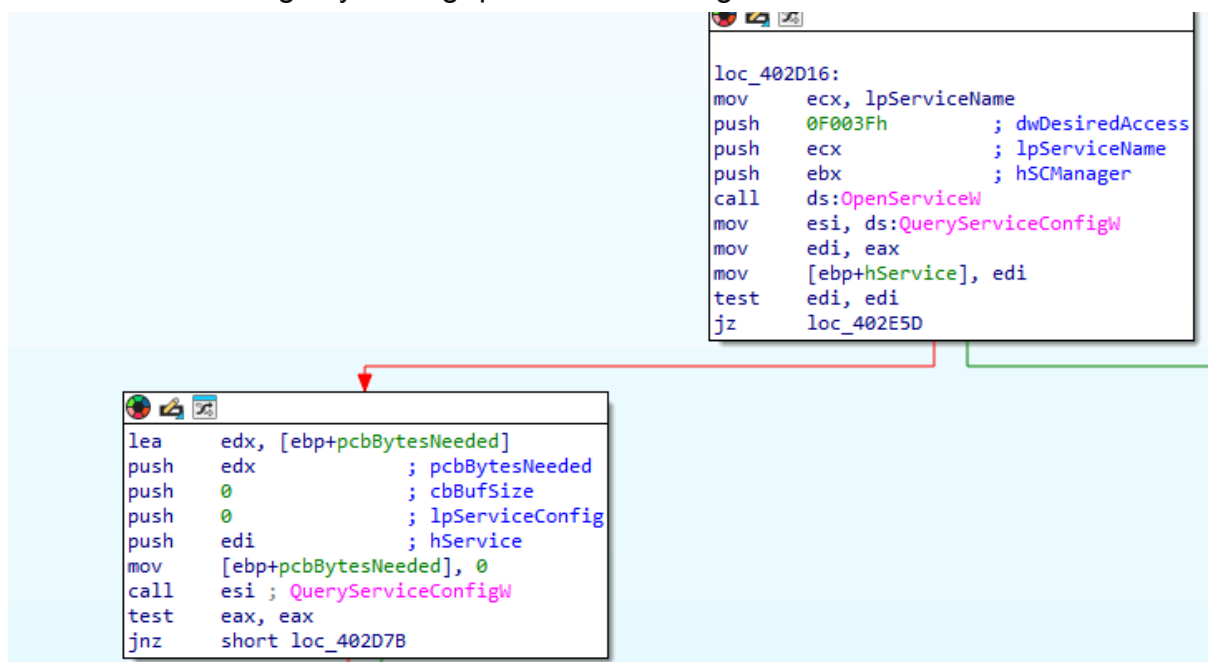 loc_402D16:
mov ecx, lpServiceName
push 0F003Fh ; dwDesiredAccess
push ecx ; lpServiceName
push ebx ; hSCManager
call ds:OpenServiceW
mov esi, ds:QueryServiceConfigW
mov edi, eax
mov [ebp+hService], edi
test edi, edi
jz loc_402E5D
lea edx, [ebp+pcbBytesNeeded]
push edx ; pcbBytesNeeded
push 0 ; cbBufSize
push 0 ; lpServiceConfig
push edi ; hService
mov [ebp+pcbBytesNeeded], 0
call esi ; QueryServiceConfigW
test eax, eax
jnz short loc_402D7B